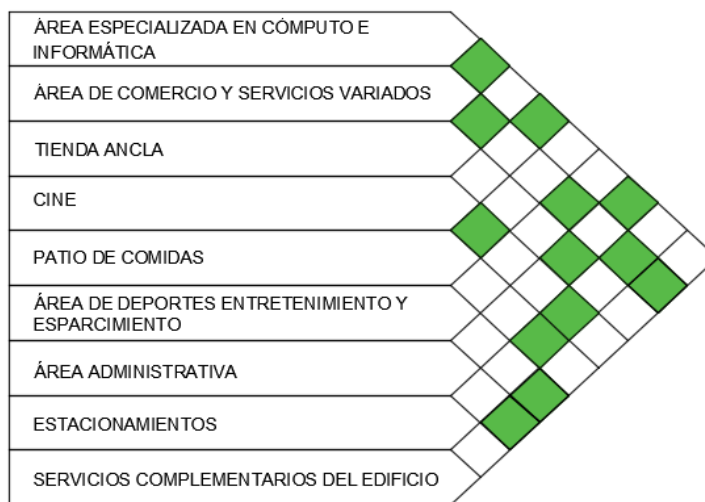 ÁREA ESPECIALIZADA EN CÓMPUTO E
INFORMÁTICA
ÁREA DE COMERCIO Y SERVICIOS VARIADOS
TIENDA ANCLA
CINE
PATIO DE COMIDAS
ÁREA DE DEPORTES ENTRETENIMIENTO Y
ESPARCIMIENTO
ÁREA ADMINISTRATIVA
ESTACIONAMIENTOS
SERVICIOS COMPLEMENTARIOS DEL EDIFICIO